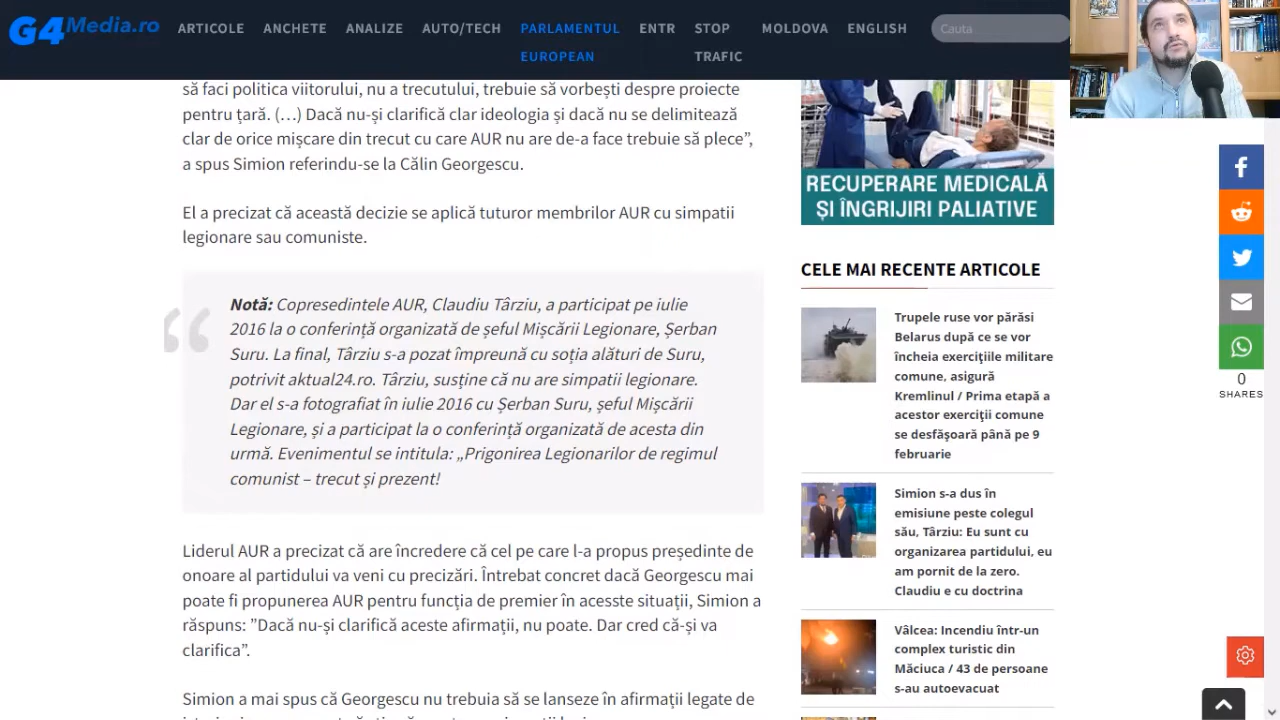 G4Media.ro
ARTICOLE
ANCHETE
ANALIZE
AUTO/TECH
PARLAMENTUL
EUROPEAN
ENTR
STOP
TRAFIC
MOLDOVA
ENGLISH
Cauta
să faci politica viitorului, nu a trecutului, trebuie să vorbești despre proiecte
pentru țară. (…) Dacă nu-și clarifică clar ideologia și dacă nu se delimitează
clar de orice mișcare din trecut cu care AUR nu are de-a face trebuie să plece”,
a spus Simion referindu-se la Călin Georgescu.
El a precizat că această decizie se aplică tuturor membrilor AUR cu simpatii
legionare sau comuniste.
Notă: Copresedintele AUR, Claudiu Târziu, a participat pe iulie
2016 la o conferință organizată de șeful Mișcării Legionare, Șerban
Suru. La final, Târziu s-a pozat împreună cu soția alături de Suru,
potrivit aktual24.ro. Târziu, susține că nu are simpatii legionare.
Dar el s-a fotografiat în iulie 2016 cu Șerban Suru, șeful Mișcării
Legionare, și a participat la o conferință organizată de acesta din
urmă. Evenimentul se intitula: „Prigonirea Legionarilor de regimul
comunist – trecut și prezent!
Liderul AUR a precizat că are încredere că cel pe care l-a propus președinte de
onoare al partidului va veni cu precizări. Întrebat concret dacă Georgescu mai
poate fi propunerea AUR pentru funcția de premier în acesste situații, Simion a
răspuns: ”Dacă nu-și clarifică aceste afirmații, nu poate. Dar cred că-și va
clarifica”.
Simion a mai spus că Georgescu nu trebuia să se lanseze în afirmații legate de
RECUPERARE MEDICALĂ
ȘI ÎNGRIJIRI PALIATIVE
CELE MAI RECENTE ARTICOLE
Trupele ruse vor părăsi
Belarus după ce se vor
încheia exerciţiile militare
comune, asigură
Kremlinul / Prima etapă a
acestor exerciţii comune
se desfăşoară până pe 9
februarie
Simion s-a dus în
emisiune peste colegul
său, Târziu: Eu sunt cu
organizarea partidului, eu
am pornit de la zero.
Claudiu e cu doctrina
Vâlcea: Incendiu într-un
complex turistic din
Măciuca / 43 de persoane
s-au autoevacuat
0
SHARES